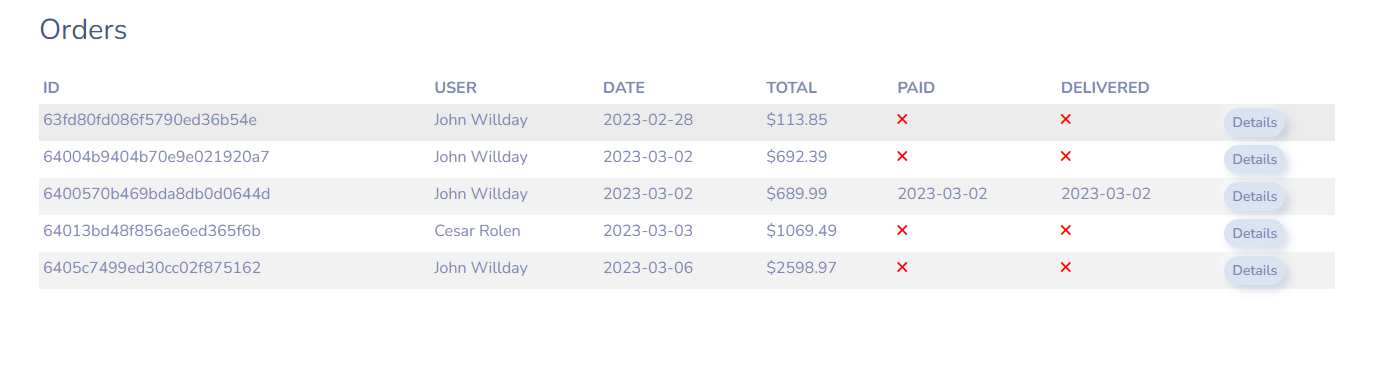 Orders
ID USER DATE TOTAL PAID DELIVERED
63fd80fd086f5790ed36b54e John Willday 2023-02-28 $113.85 ✕ ✕ Details
64004b9404b70e9e021920a7 John Willday 2023-03-02 $692.39 ✕ ✕ Details
6400570b469bda8db0d0644d John Willday 2023-03-02 $689.99 2023-03-02 2023-03-02 Details
64013bd48f856ae6ed365f6b Cesar Rolen 2023-03-03 $1069.49 ✕ ✕ Details
6405c7499ed30cc02f875162 John Willday 2023-03-06 $2598.97 ✕ ✕ Details